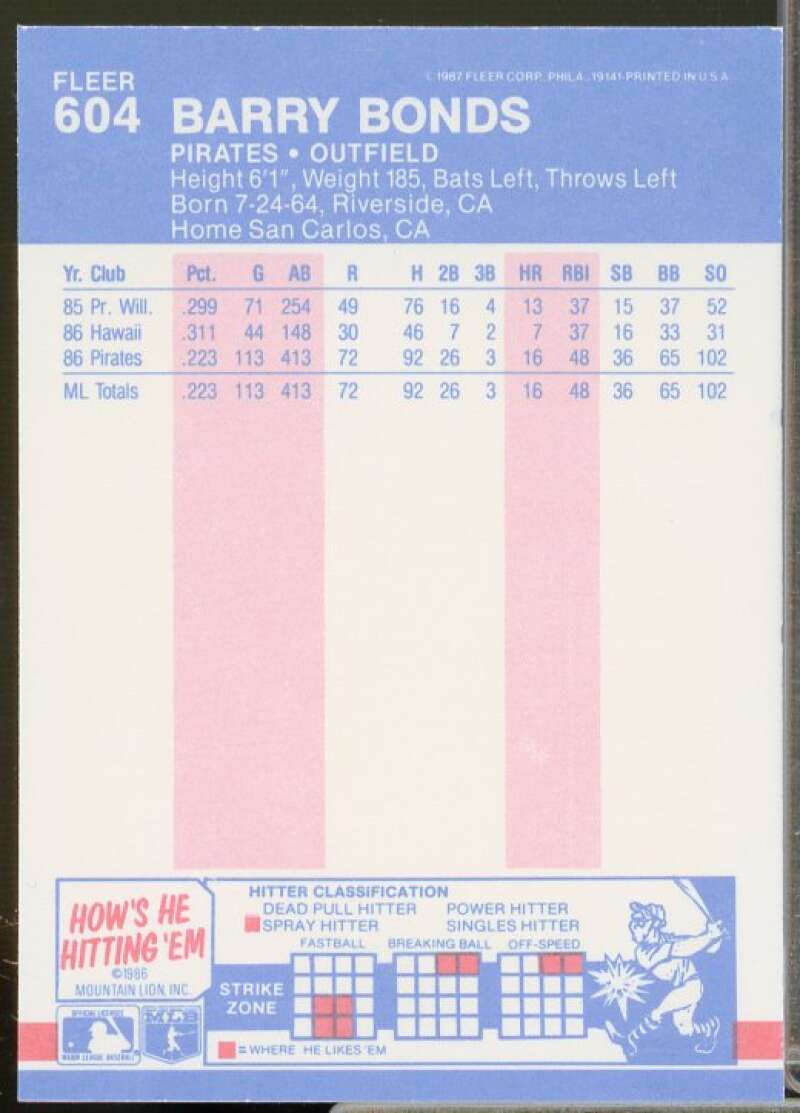 FLEER
© 1987 FLEER CORP. PHILA., 19141-PRINTED IN U S A
604 BARRY BONDS
PIRATES • OUTFIELD
Height 6'1", Weight 185, Bats Left, Throws Left
Born 7-24-64, Riverside, CA
Home San Carlos, CA
Yr. Club Pct. G AB R H 2B 3B HR RBI SB BB SO
85 Pr. Will. .299 71 254 49 76 16 4 13 37 15 37 52
86 Hawaii .311 44 148 30 46 7 2 7 37 16 33 31
86 Pirates .223 113 413 72 92 26 3 16 48 36 65 102
ML Totals .223 113 413 72 92 26 3 16 48 36 65 102
HOW'S HE
HITTING 'EM
©1986
MOUNTAIN LION, INC.
HITTER CLASSIFICATION
DEAD PULL HITTER POWER HITTER
SPRAY HITTER SINGLES HITTER
FASTBALL BREAKING BALL OFF-SPEED
STRIKE
ZONE
= WHERE HE LIKES 'EM
OFFICIAL LICENSEE
MAJOR LEAGUE BASEBALL
MLB